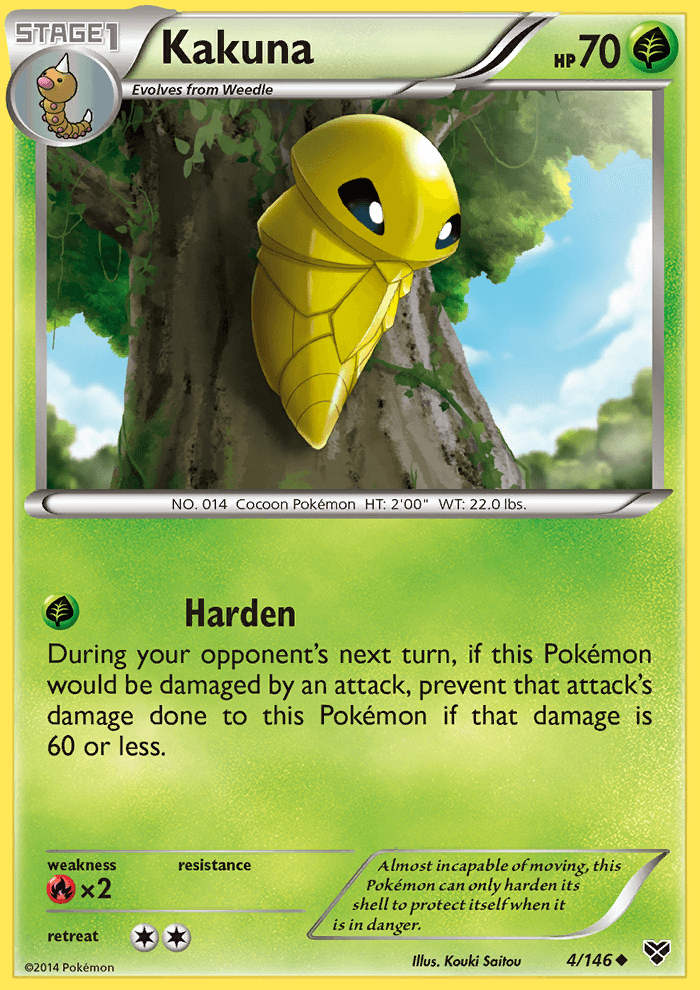 STAGE1
Kakuna
HP70
Evolves from Weedle
NO. 014 Cocoon Pokémon HT: 2'00" WT: 22.0 lbs.
Harden
During your opponent's next turn, if this Pokémon
would be damaged by an attack, prevent that attack's
damage done to this Pokémon if that damage is
60 or less.
weakness resistance
×2
retreat
Almost incapable of moving, this
Pokémon can only harden its
shell to protect itself when it
is in danger.
Illus. Kouki Saitou 4/146
©2014 Pokémon